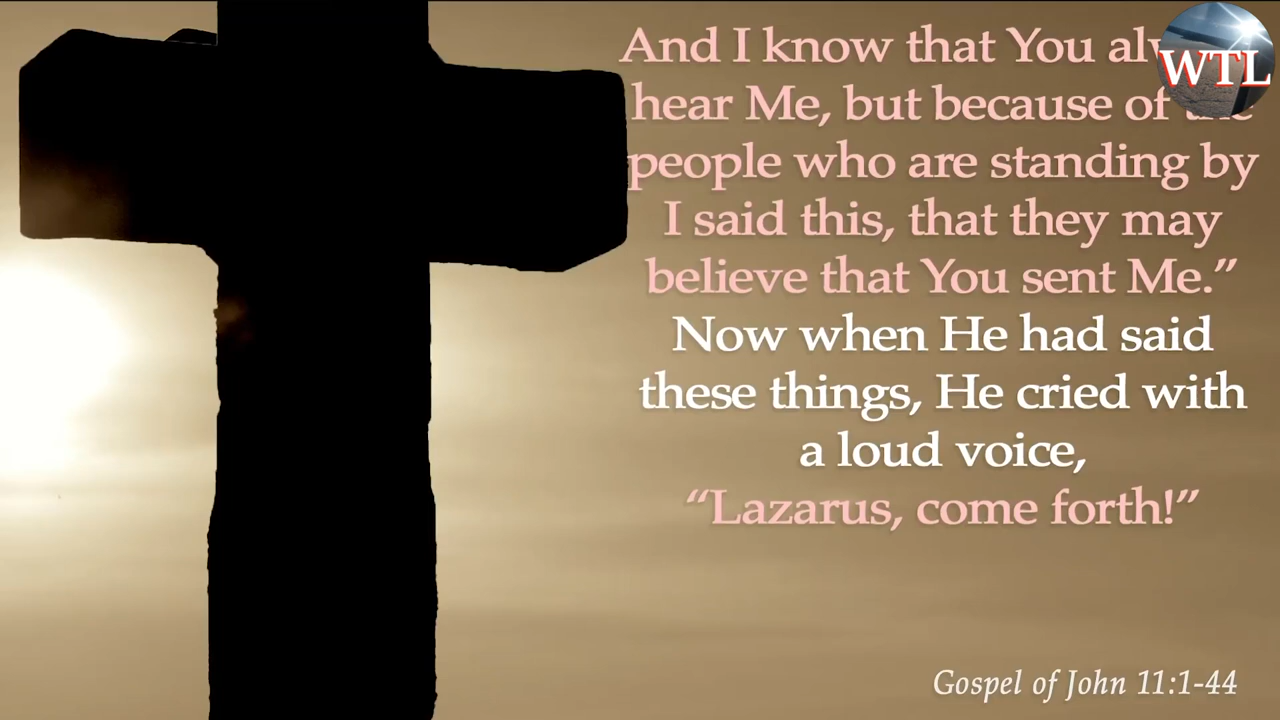 And I know that You
hear Me, but because of
people who are standing by
I said this, that they may
believe that You sent Me.”
Now when He had said
these things, He cried with
a loud voice,
“Lazarus, come forth!”
Gospel of John 11:1-44
WTL